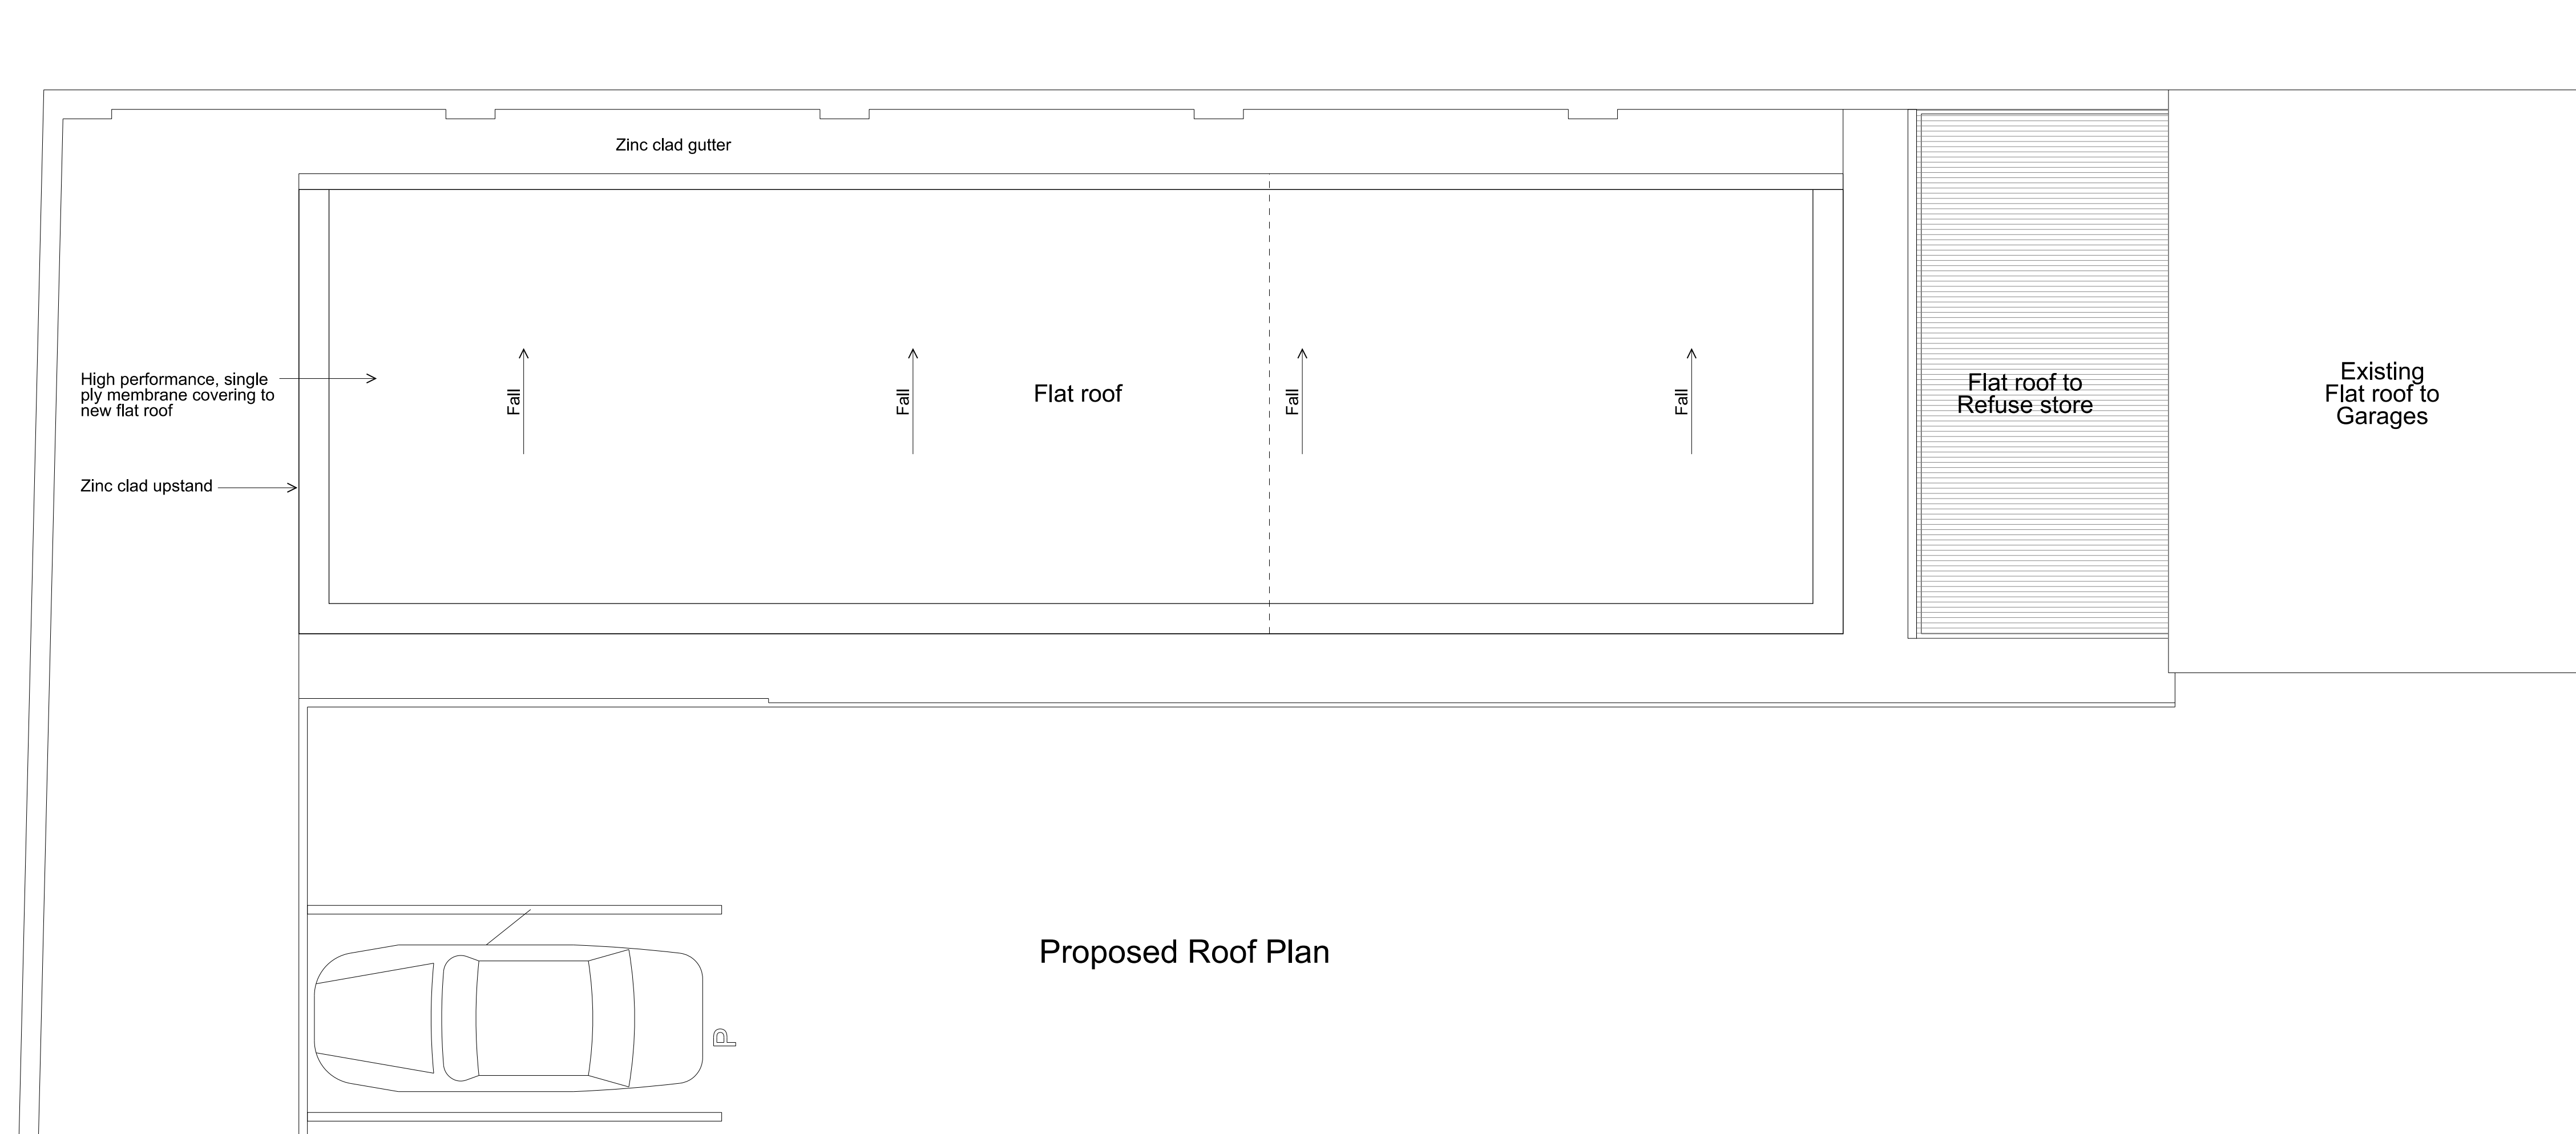 Zinc clad gutter
High performance, single
ply membrane covering to
new flat roof
Zinc clad upstand
Fall
Fall
Flat roof
Fall
Fall
Flat roof to
Refuse store
Existing
Flat roof to
Garages
Proposed Roof Plan
P